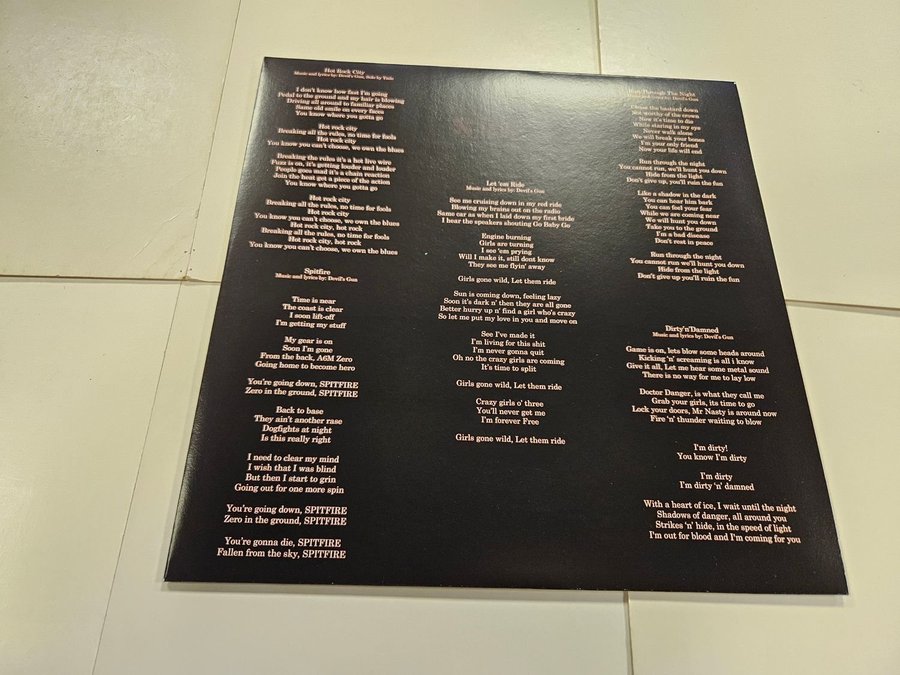 Hot Rock City
Music and lyrics by: Devil's Gun,
I don't know how fast I'm going
Pedal to the ground and my hair is blowing
Driving all around to familiar places
Same old smile on every faces
You know where you gotta go
Hot rock city
Breaking all the rules, no time for fools
Hot rock city
You know you can't choose, we own the blues
Breaking the rules it's a hot live wire
Fuzz is on, it's getting louder and louder
People goes mad it's a chain reaction
Join the heat get a piece of the action
You know where you gotta go
Hot rock city
Breaking all the rules, no time for fools
Hot rock city
You know you can't choose, we own the blues
Hot rock city, hot rock
Breaking all the rules, no time for fools
Hot rock city, hot rock
You know you can't choose, we own the blues
Spitfire
Music and lyrics by: Devil's Gun
Time is near
The coast is clear
I soon lift-off
I'm getting my stuff
My gear is on
Soon I'm gone
From the back, A6M Zero
Going home to become hero
You're going down, SPITFIRE
Zero in the ground, SPITFIRE
Back to base
They ain't another rase
Dogfights at night
Is this really right
I need to clear my mind
I wish that I was blind
But then I start to grin
Going out for one more spin
You're going down, SPITFIRE
Zero in the ground, SPITFIRE
You're gonna die, SPITFIRE
Fallen from the sky, SPITFIRE
Let 'em Ride
Music and lyrics by: Devil's Gun
See me cruising down in my red ride
Blowing my brains out on the radio
Same car as when I laid down my first bride
I hear the speakers shouting Go Baby Go
Engine burning
Girls are turning
I see 'em prying
Will I make it, still dont know
They see me flyin' away
Girls gone wild, Let them ride
Sun is coming down, feeling lazy
Soon it's dark n' then they are all gone
Better hurry up n' find a girl who's crazy
So let me put my love in you and move on
See I've made it
I'm living for this shit
I'm never gonna quit
Oh no the crazy girls are coming
It's time to split
Girls gone wild, Let them ride
Crazy girls o' three
You'll never get me
I'm forever Free
Girls gone wild, Let them ride
Run Through The Night
Music and lyrics by: Devil's Gun
Chase the bastard down
Not worthy of the crown
Now it's time to die
While staring in my eye
Never walk alone
We will break your bones
I'm your only friend
Now your life will end
Run through the night
You cannot run, we'll hunt you down
Hide from the light
Don't give up, you'll ruin the fun
Like a shadow in the dark
You can hear him bark
You can feel your fear
While we are coming near
We will hunt you down
Take you to the ground
I'm a bad disease
Don't rest in peace
Run through the night
You cannot run we'll hunt you down
Hide from the light
Don't give up you'll ruin the fun
Dirty'n'Damned
Music and lyrics by: Devil's Gun
Game is on, lets blow some heads around
Kicking 'n' screaming is all i know
Give it all, Let me hear some metal sound
There is no way for me to lay low
Doctor Danger, is what they call me
Grab your girls, its time to go
Lock your doors, Mr Nasty is around now
Fire 'n' thunder waiting to blow
I'm dirty!
You know I'm dirty
I'm dirty
I'm dirty 'n' damned
With a heart of ice, I wait until the night
Shadows of danger, all around you
Strikes 'n' hide, in the speed of light
I'm out for blood and I'm coming for you